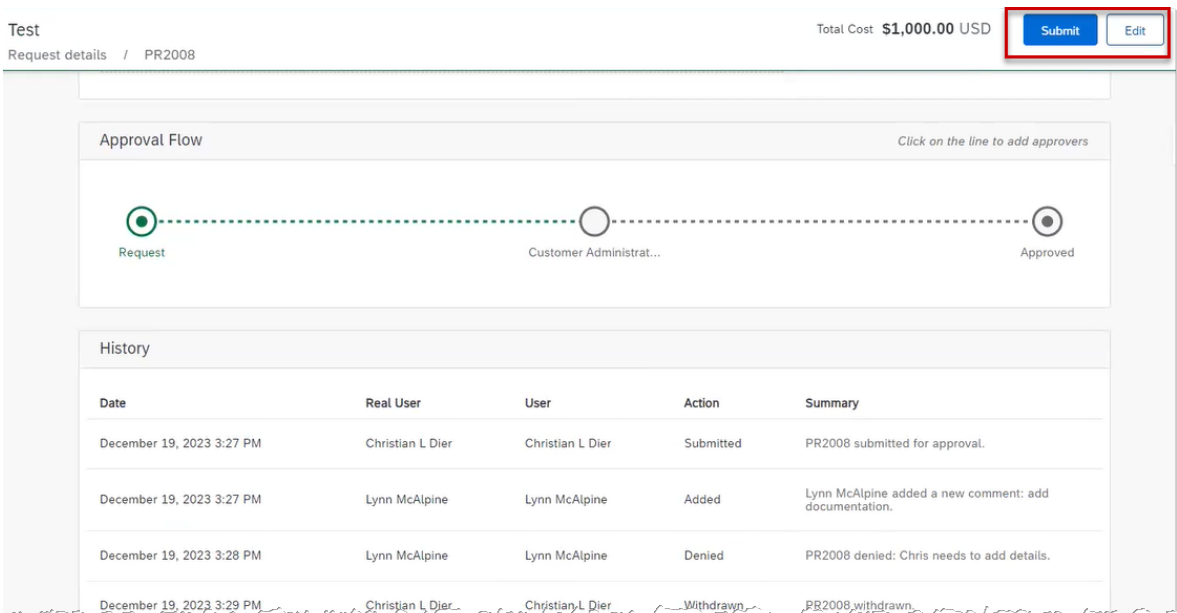 Test
Total Cost $1,000.00 USD
Submit
Edit
Request details / PR2008
Approval Flow
Click on the line to add approvers
Request
Customer Administrat...
Approved
History
Date Real User User Action Summary
December 19, 2023 3:27 PM Christian L Dier Christian L Dier Submitted PR2008 submitted for approval.
December 19, 2023 3:27 PM Lynn McAlpine Lynn McAlpine Added Lynn McAlpine added a new comment: add
documentation.
December 19, 2023 3:28 PM Lynn McAlpine Lynn McAlpine Denied PR2008 denied: Chris needs to add details.
December 19, 2023 3:29 PM Christian L Dier Christian L Dier Withdrawn PR2008 withdrawn.